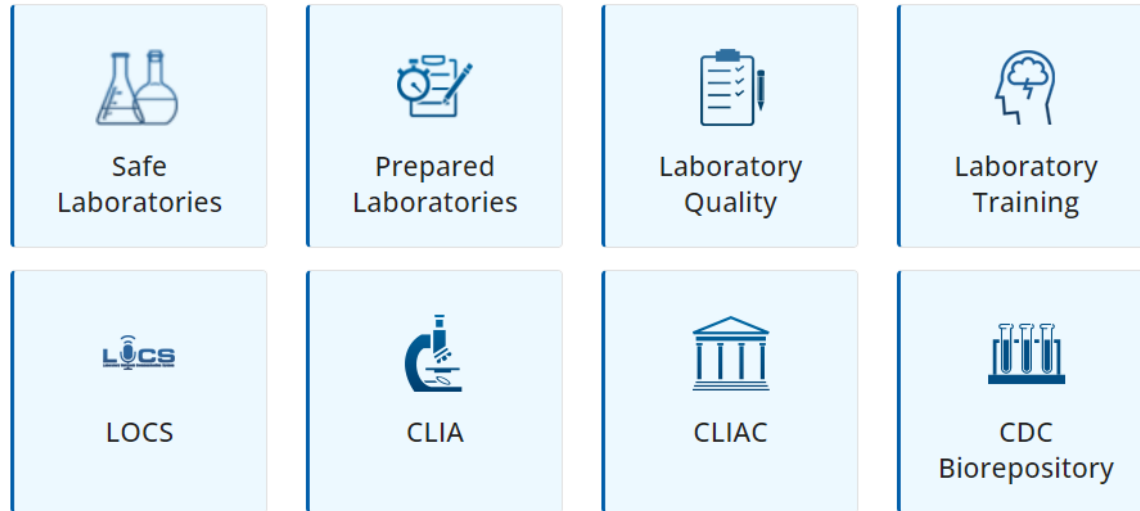 Safe
Laboratories
Prepared
Laboratories
Laboratory
Quality
Laboratory
Training
LOCS
LOCS
CLIA
CLIAC
CDC
Biorepository